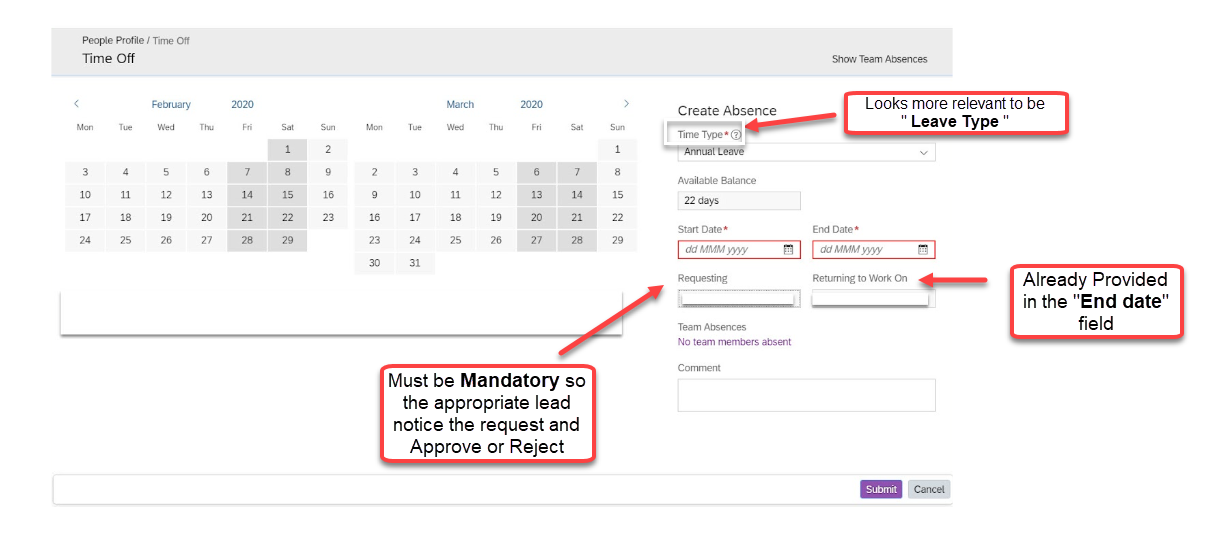 People Profile / Time Off
Time Off
Show Team Absences
February 2020
Mon Tue Wed Thu Fri Sat Sun
1 2
3 4 5 6 7 8 9
10 11 12 13 14 15 16
17 18 19 20 21 22 23
24 25 26 27 28 29
March 2020
Mon Tue Wed Thu Fri Sat Sun
1
2 3 4 5 6 7 8
9 10 11 12 13 14 15
16 17 18 19 20 21 22
23 24 25 26 27 28 29
30 31
Create Absence
Time Type* ?
Annual Leave
Available Balance
22 days
Start Date* End Date*
dd MMM yyyy dd MMM yyyy
Requesting Returning to Work On
Team Absences
No team members absent
Comment
Looks more relevant to be
" Leave Type "
Already Provided
in the "End date"
field
Must be Mandatory so
the appropriate lead
notice the request and
Approve or Reject
Submit Cancel